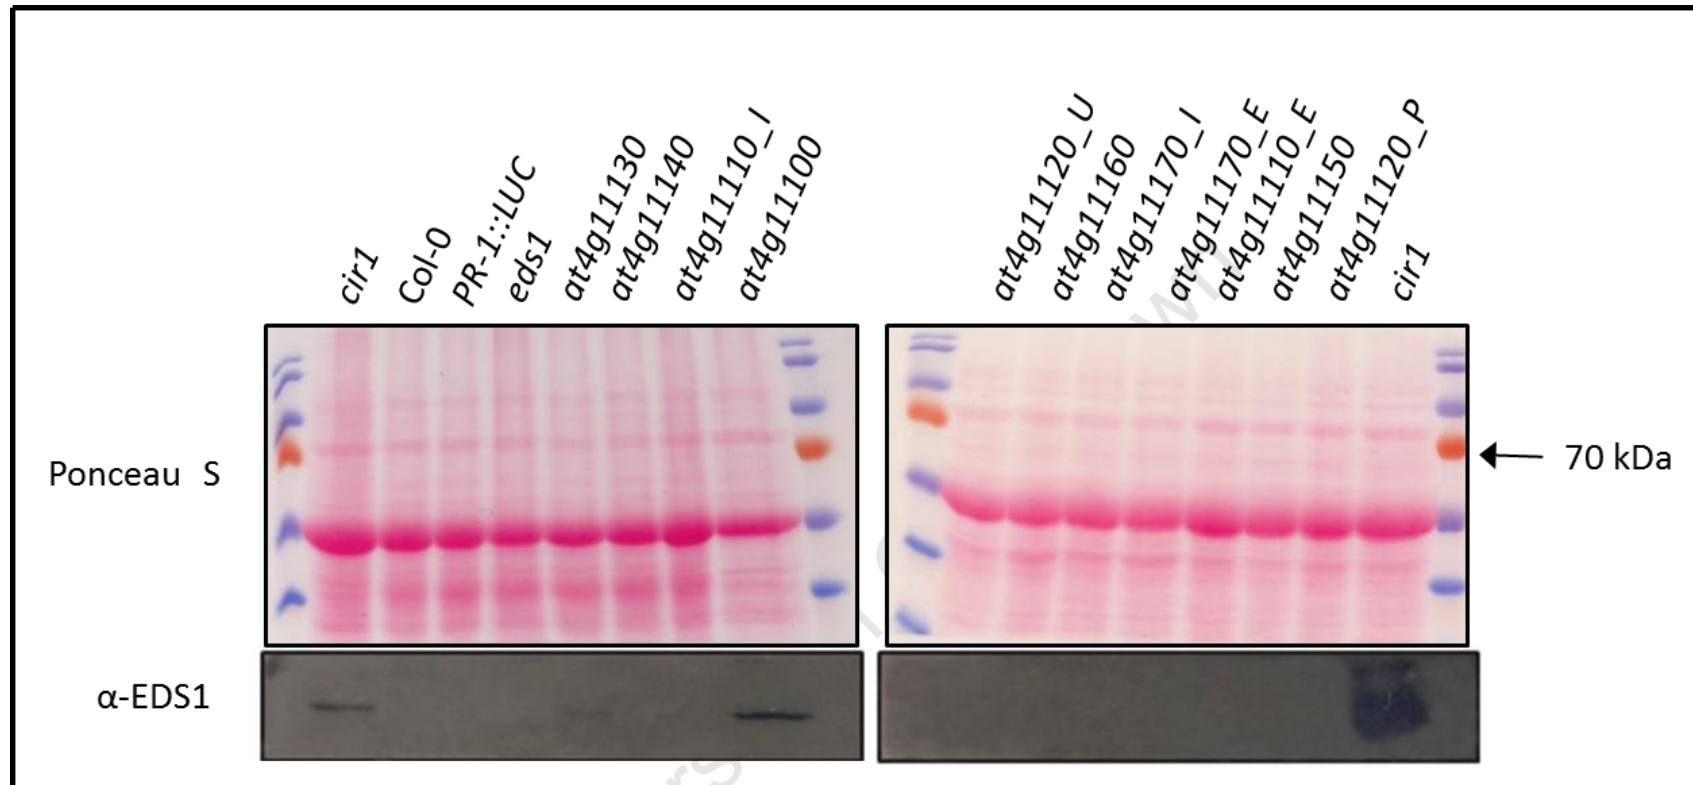 cir1
Col-0
PR-1::LUC
eds1
at4g11130
at4g11140
at4g11110_I
at4g11100
at4g11120_U
at4g11160
at4g11170_I
at4g11170_E
at4g11110_E
at4g11150
at4g11120_P
cir1
Ponceau S
70 kDa
α-EDS1